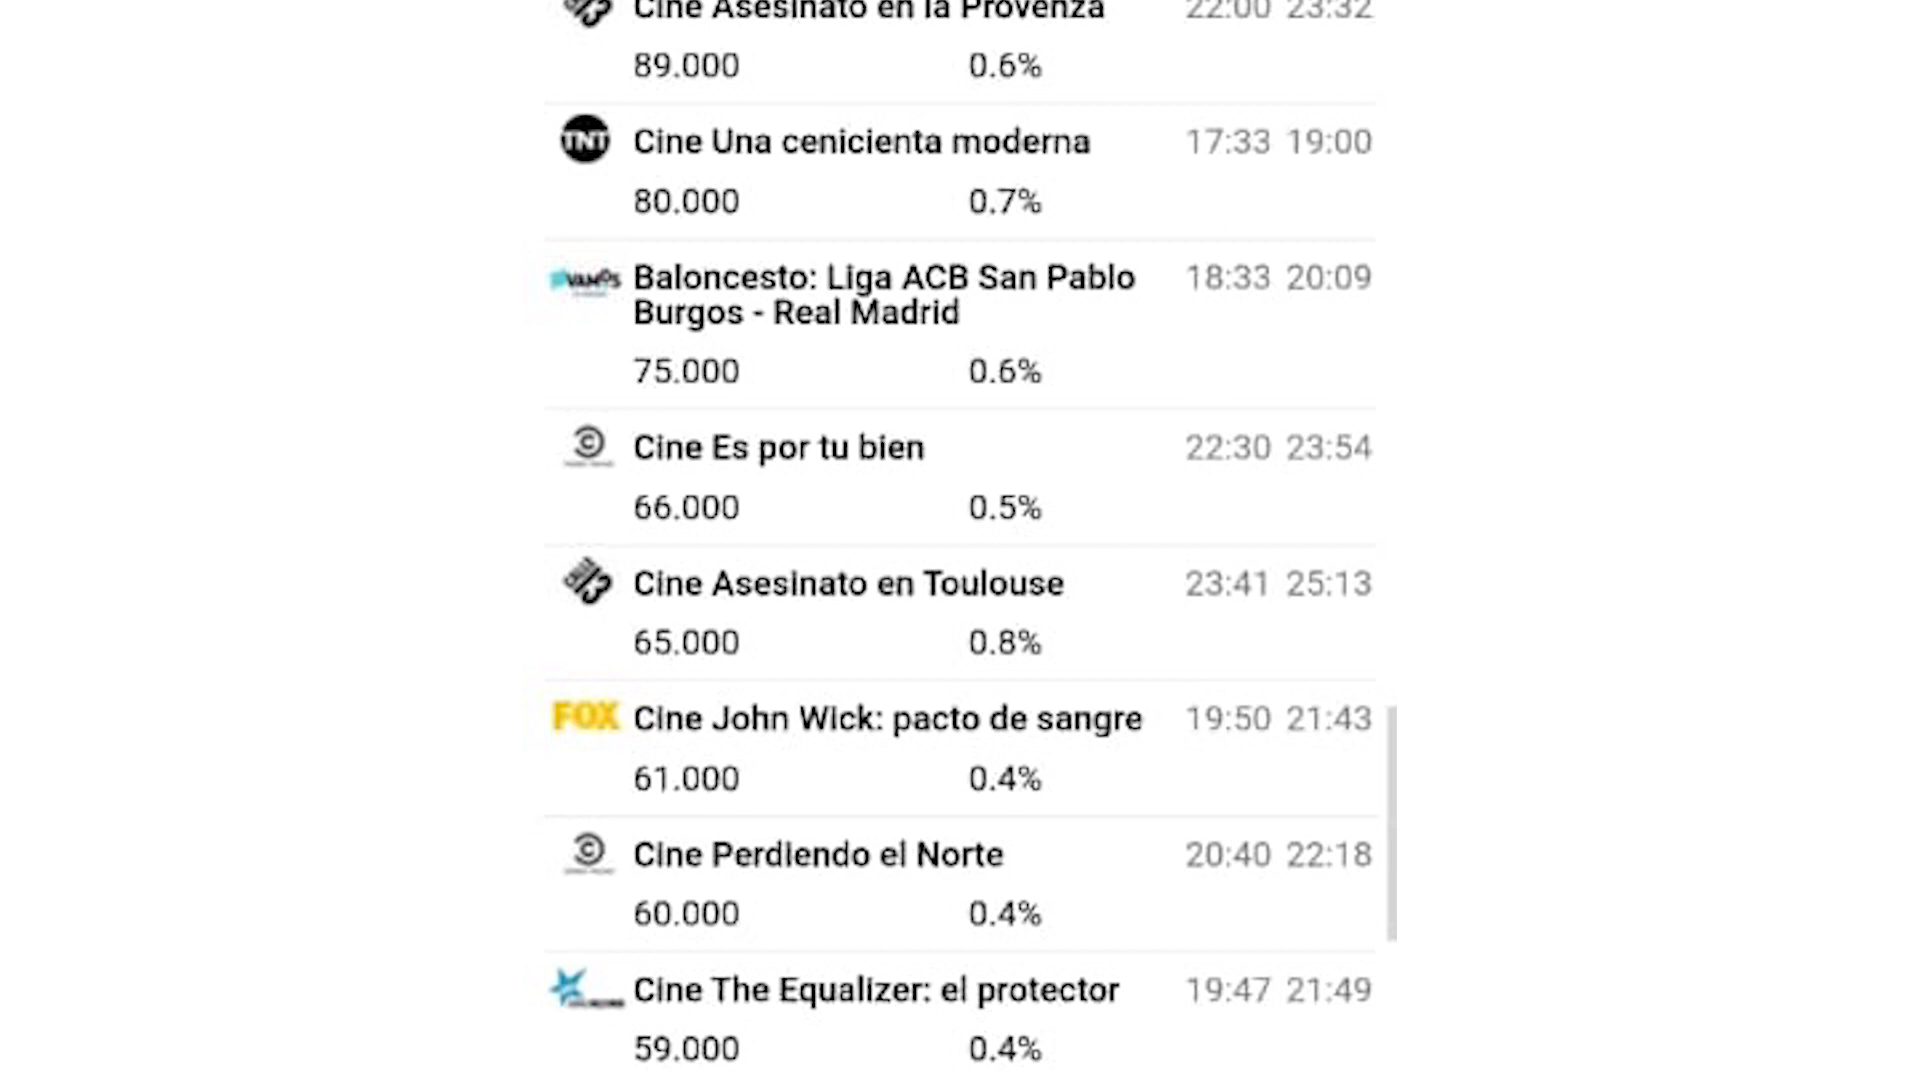 Cine Asesinato en la Provenza 22:00 23:32
89.000 0.6%
TNT Cine Una cenicienta moderna 17:33 19:00
80.000 0.7%
VAMOS Baloncesto: Liga ACB San Pablo 18:33 20:09
Burgos - Real Madrid
75.000 0.6%
Cine Es por tu bien 22:30 23:54
66.000 0.5%
Cine Asesinato en Toulouse 23:41 25:13
65.000 0.8%
FOX Cine John Wick: pacto de sangre 19:50 21:43
61.000 0.4%
Cine Perdiendo el Norte 20:40 22:18
60.000 0.4%
Cine The Equalizer: el protector 19:47 21:49
59.000 0.4%